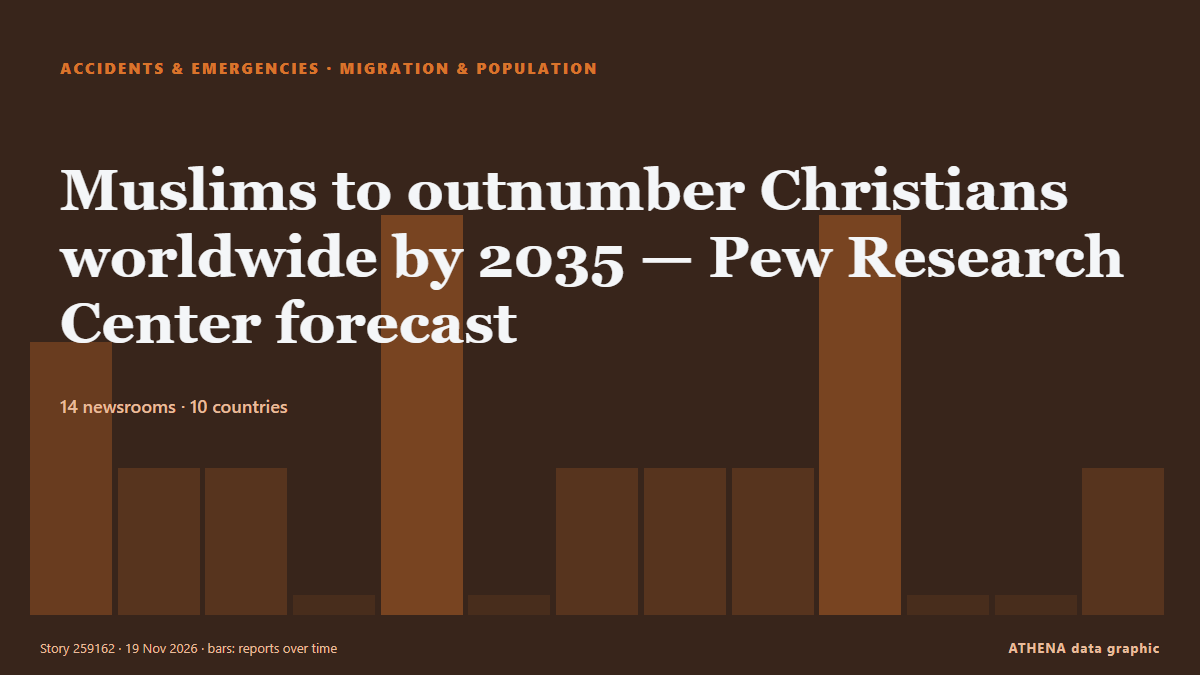 ACCIDENTS & EMERGENCIES · MIGRATION & POPULATION
Muslims to outnumber Christians
worldwide by 2035 — Pew Research
Center forecast
14 newsrooms · 10 countries
Story 259162 · 19 Nov 2026 · bars: reports over time
ATHENA data graphic